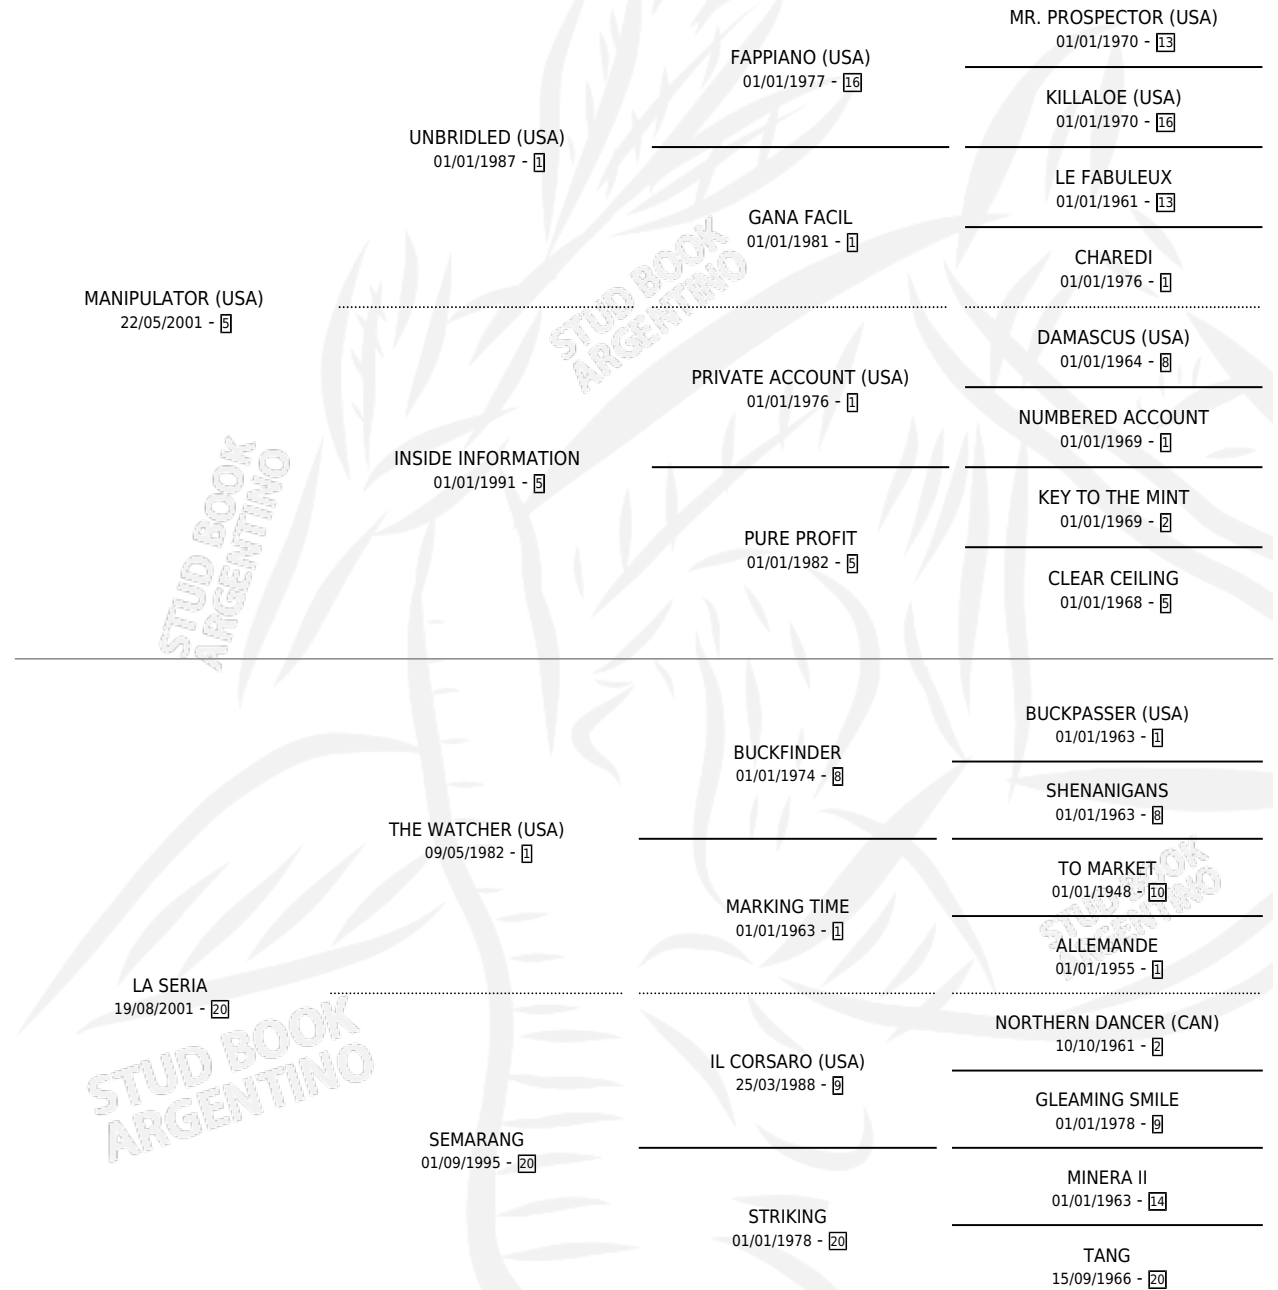 MR. PROSPECTOR (USA)
01/01/1970 - 13
FAPPIANO (USA)
01/01/1977 - 16
KILLALOE (USA)
01/01/1970 - 16
UNBRIDLED (USA)
01/01/1987 - 1
LE FABULEUX
01/01/1961 - 13
GANA FACIL
01/01/1981 - 1
CHAREDI
01/01/1976 - 1
MANIPULATOR (USA)
22/05/2001 - 5
STUD BOOK
ARGENTINO
DAMASCUS (USA)
01/01/1964 - 8
PRIVATE ACCOUNT (USA)
01/01/1976 - 1
NUMBERED ACCOUNT
01/01/1969 - 1
INSIDE INFORMATION
01/01/1991 - 5
KEY TO THE MINT
01/01/1969 - 2
PURE PROFIT
01/01/1982 - 5
CLEAR CEILING
01/01/1968 - 5
STUD BOOK
ARGENTINO
BUCKPASSER (USA)
01/01/1963 - 1
BUCKFINDER
01/01/1974 - 8
SHENANIGANS
01/01/1963 - 8
THE WATCHER (USA)
09/05/1982 - 1
TO MARKET
01/01/1948 - 10
MARKING TIME
01/01/1963 - 1
STUD BOOK
ARGENTINO
ALLEMANDE
01/01/1955 - 1
LA SERIA
19/08/2001 - 20
NORTHERN DANCER (CAN)
10/10/1961 - 2
IL CORSARO (USA)
25/03/1988 - 9
GLEAMING SMILE
01/01/1978 - 9
STUD BOOK
ARGENTINO
SEMARANG
01/09/1995 - 20
MINERA II
01/01/1963 - 14
STRIKING
01/01/1978 - 20
TANG
15/09/1966 - 20